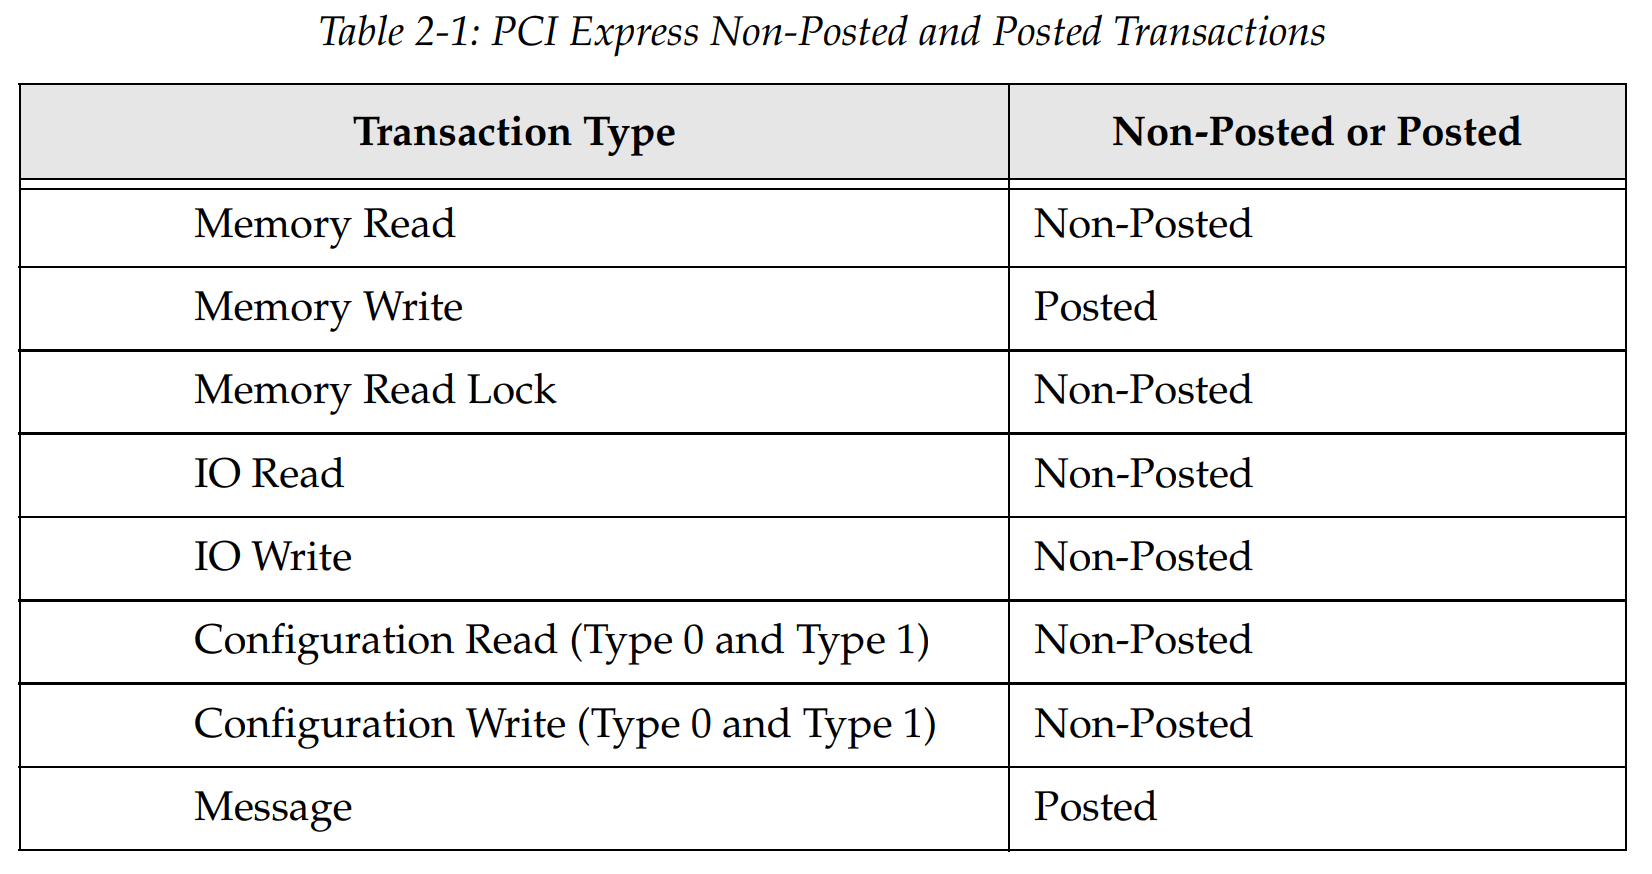 Table 2-1: PCI Express Non-Posted and Posted Transactions
Transaction Type Non-Posted or Posted
Memory Read Non-Posted
Memory Write Posted
Memory Read Lock Non-Posted
IO Read Non-Posted
IO Write Non-Posted
Configuration Read (Type 0 and Type 1) Non-Posted
Configuration Write (Type 0 and Type 1) Non-Posted
Message Posted